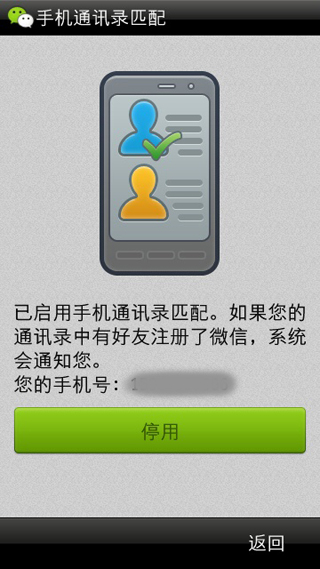 手机通讯录匹配
已启用手机通讯录匹配。如果您的
通讯录中有好友注册了微信，系统
会通知您。
您的手机号：
停用
返回